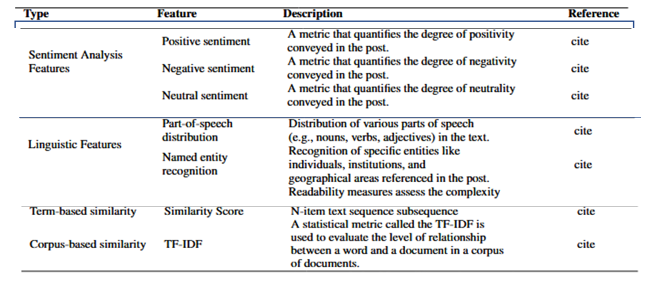 Type Feature Description Reference
Sentiment Analysis Features
Positive sentiment
A metric that quantifies the degree of positivity
conveyed in the post.
cite
Negative sentiment
A metric that quantifies the degree of negativity
conveyed in the post.
cite
Neutral sentiment
A metric that quantifies the degree of neutrality
conveyed in the post.
cite
Linguistic Features
Part-of-speech
distribution
Distribution of various parts of speech
(e.g., nouns, verbs, adjectives) in the text.
cite
Named entity
recognition
Recognition of specific entities like
individuals, institutions, and
geographical areas referenced in the post.
Readability measures assess the complexity
cite
Term-based similarity Similarity Score N-item text sequence subsequence cite
Corpus-based similarity TF-IDF
A statistical metric called the TF-IDF is
used to evaluate the level of relationship
between a word and a document in a corpus
of documents.
cite